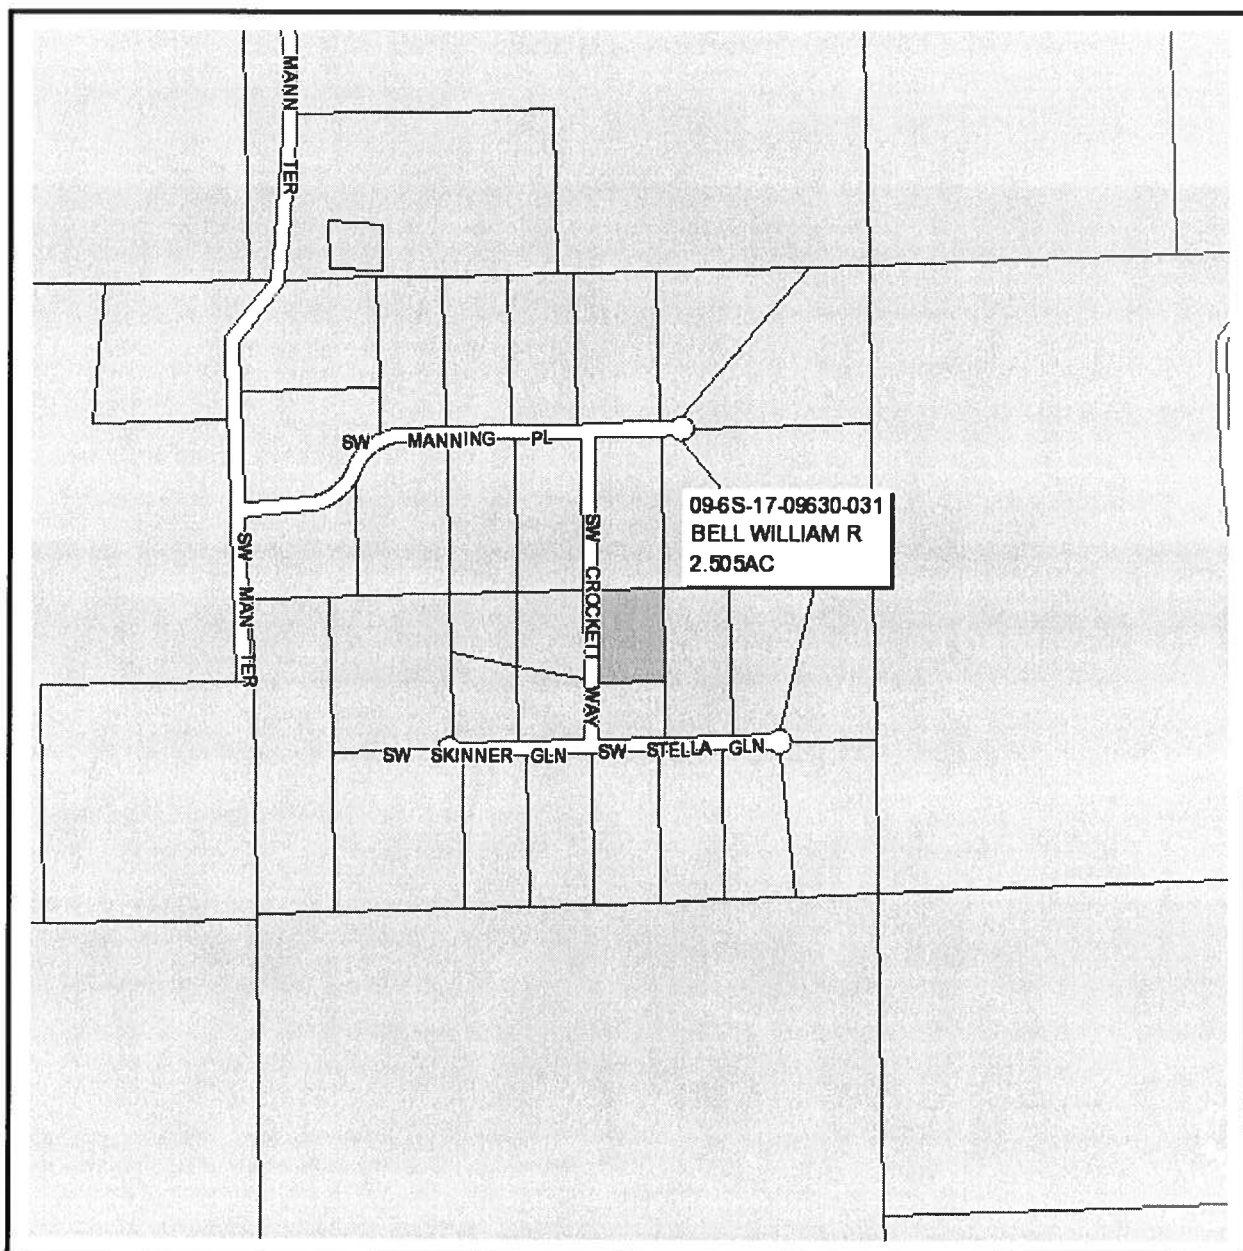 MANN TER
SW MANNING PL
09-6S-17-09630-031
BELL WILLIAM R
2.505AC
SW CROCKETT WAY
SW MAN TER
SW SKINNER GLN
SW STELLA GLN